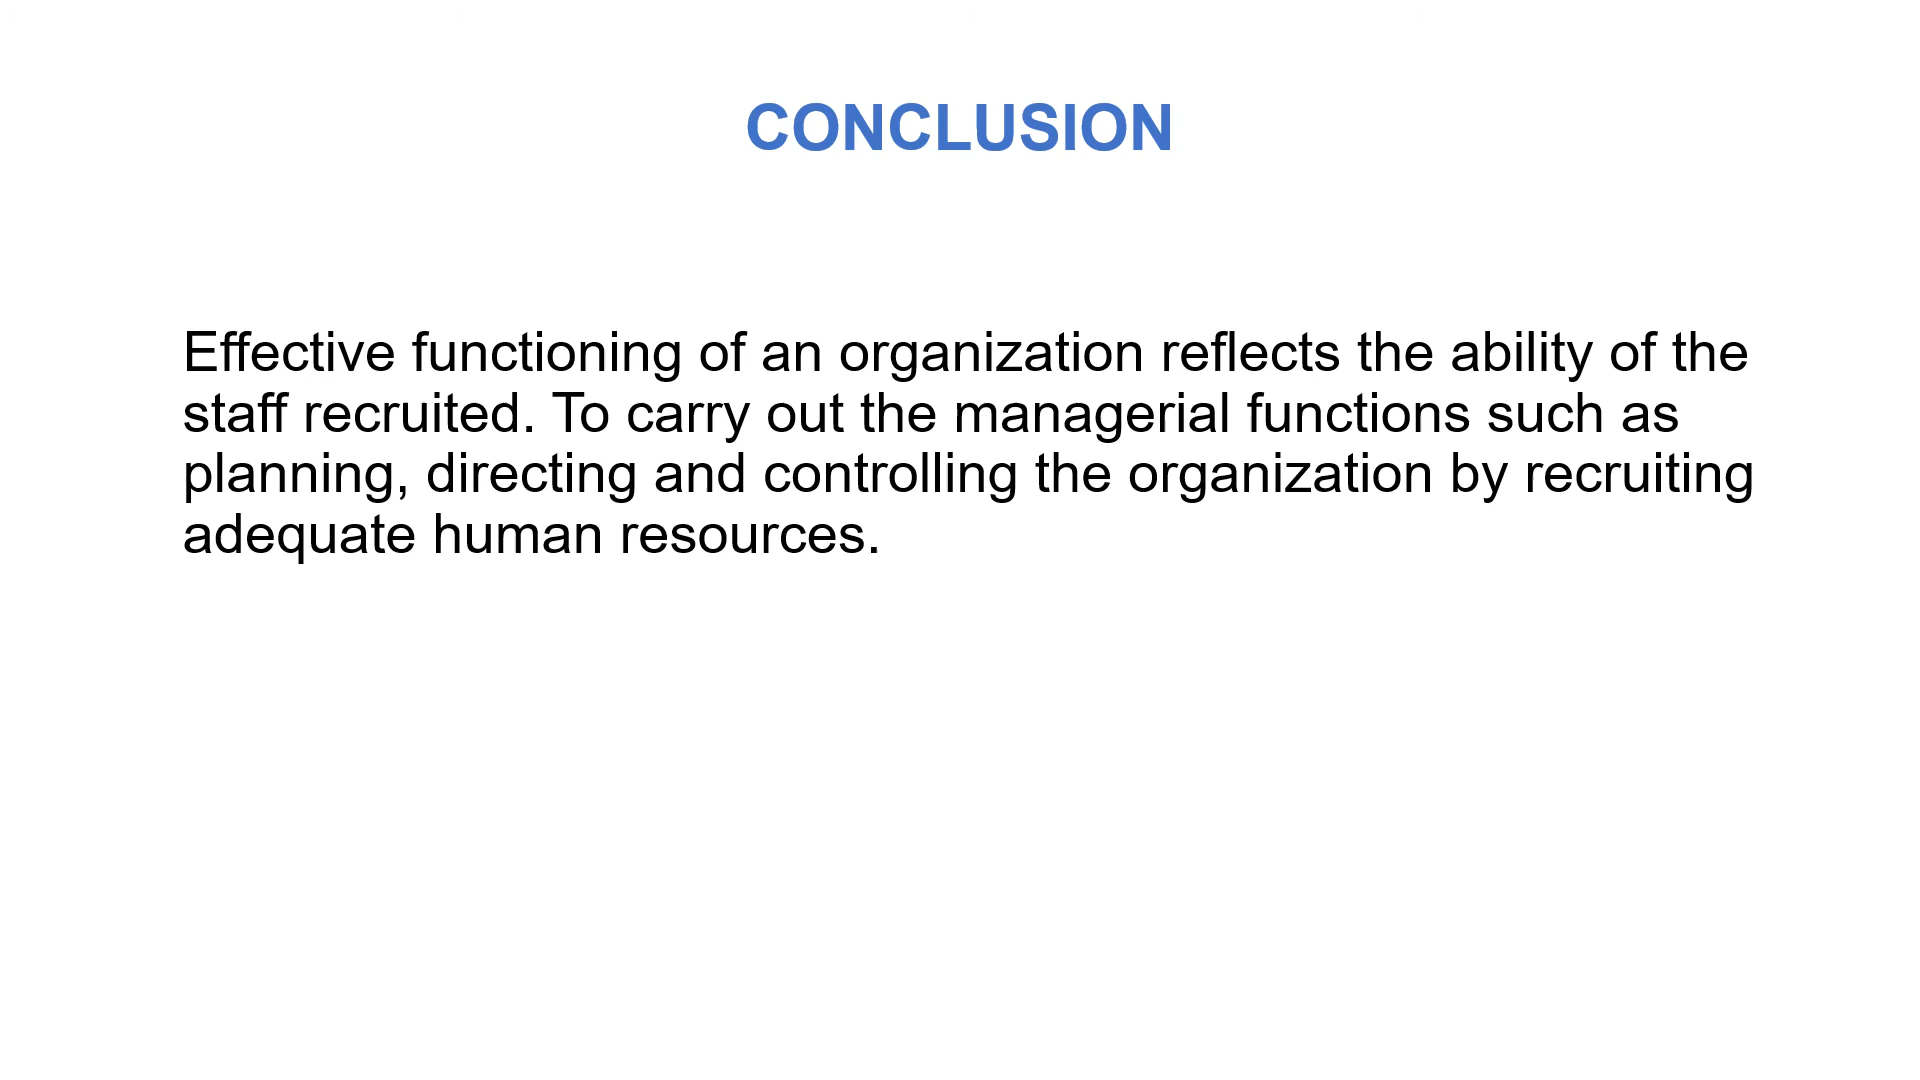 CONCLUSION
Effective functioning of an organization reflects the ability of the
staff recruited. To carry out the managerial functions such as
planning, directing and controlling the organization by recruiting
adequate human resources.